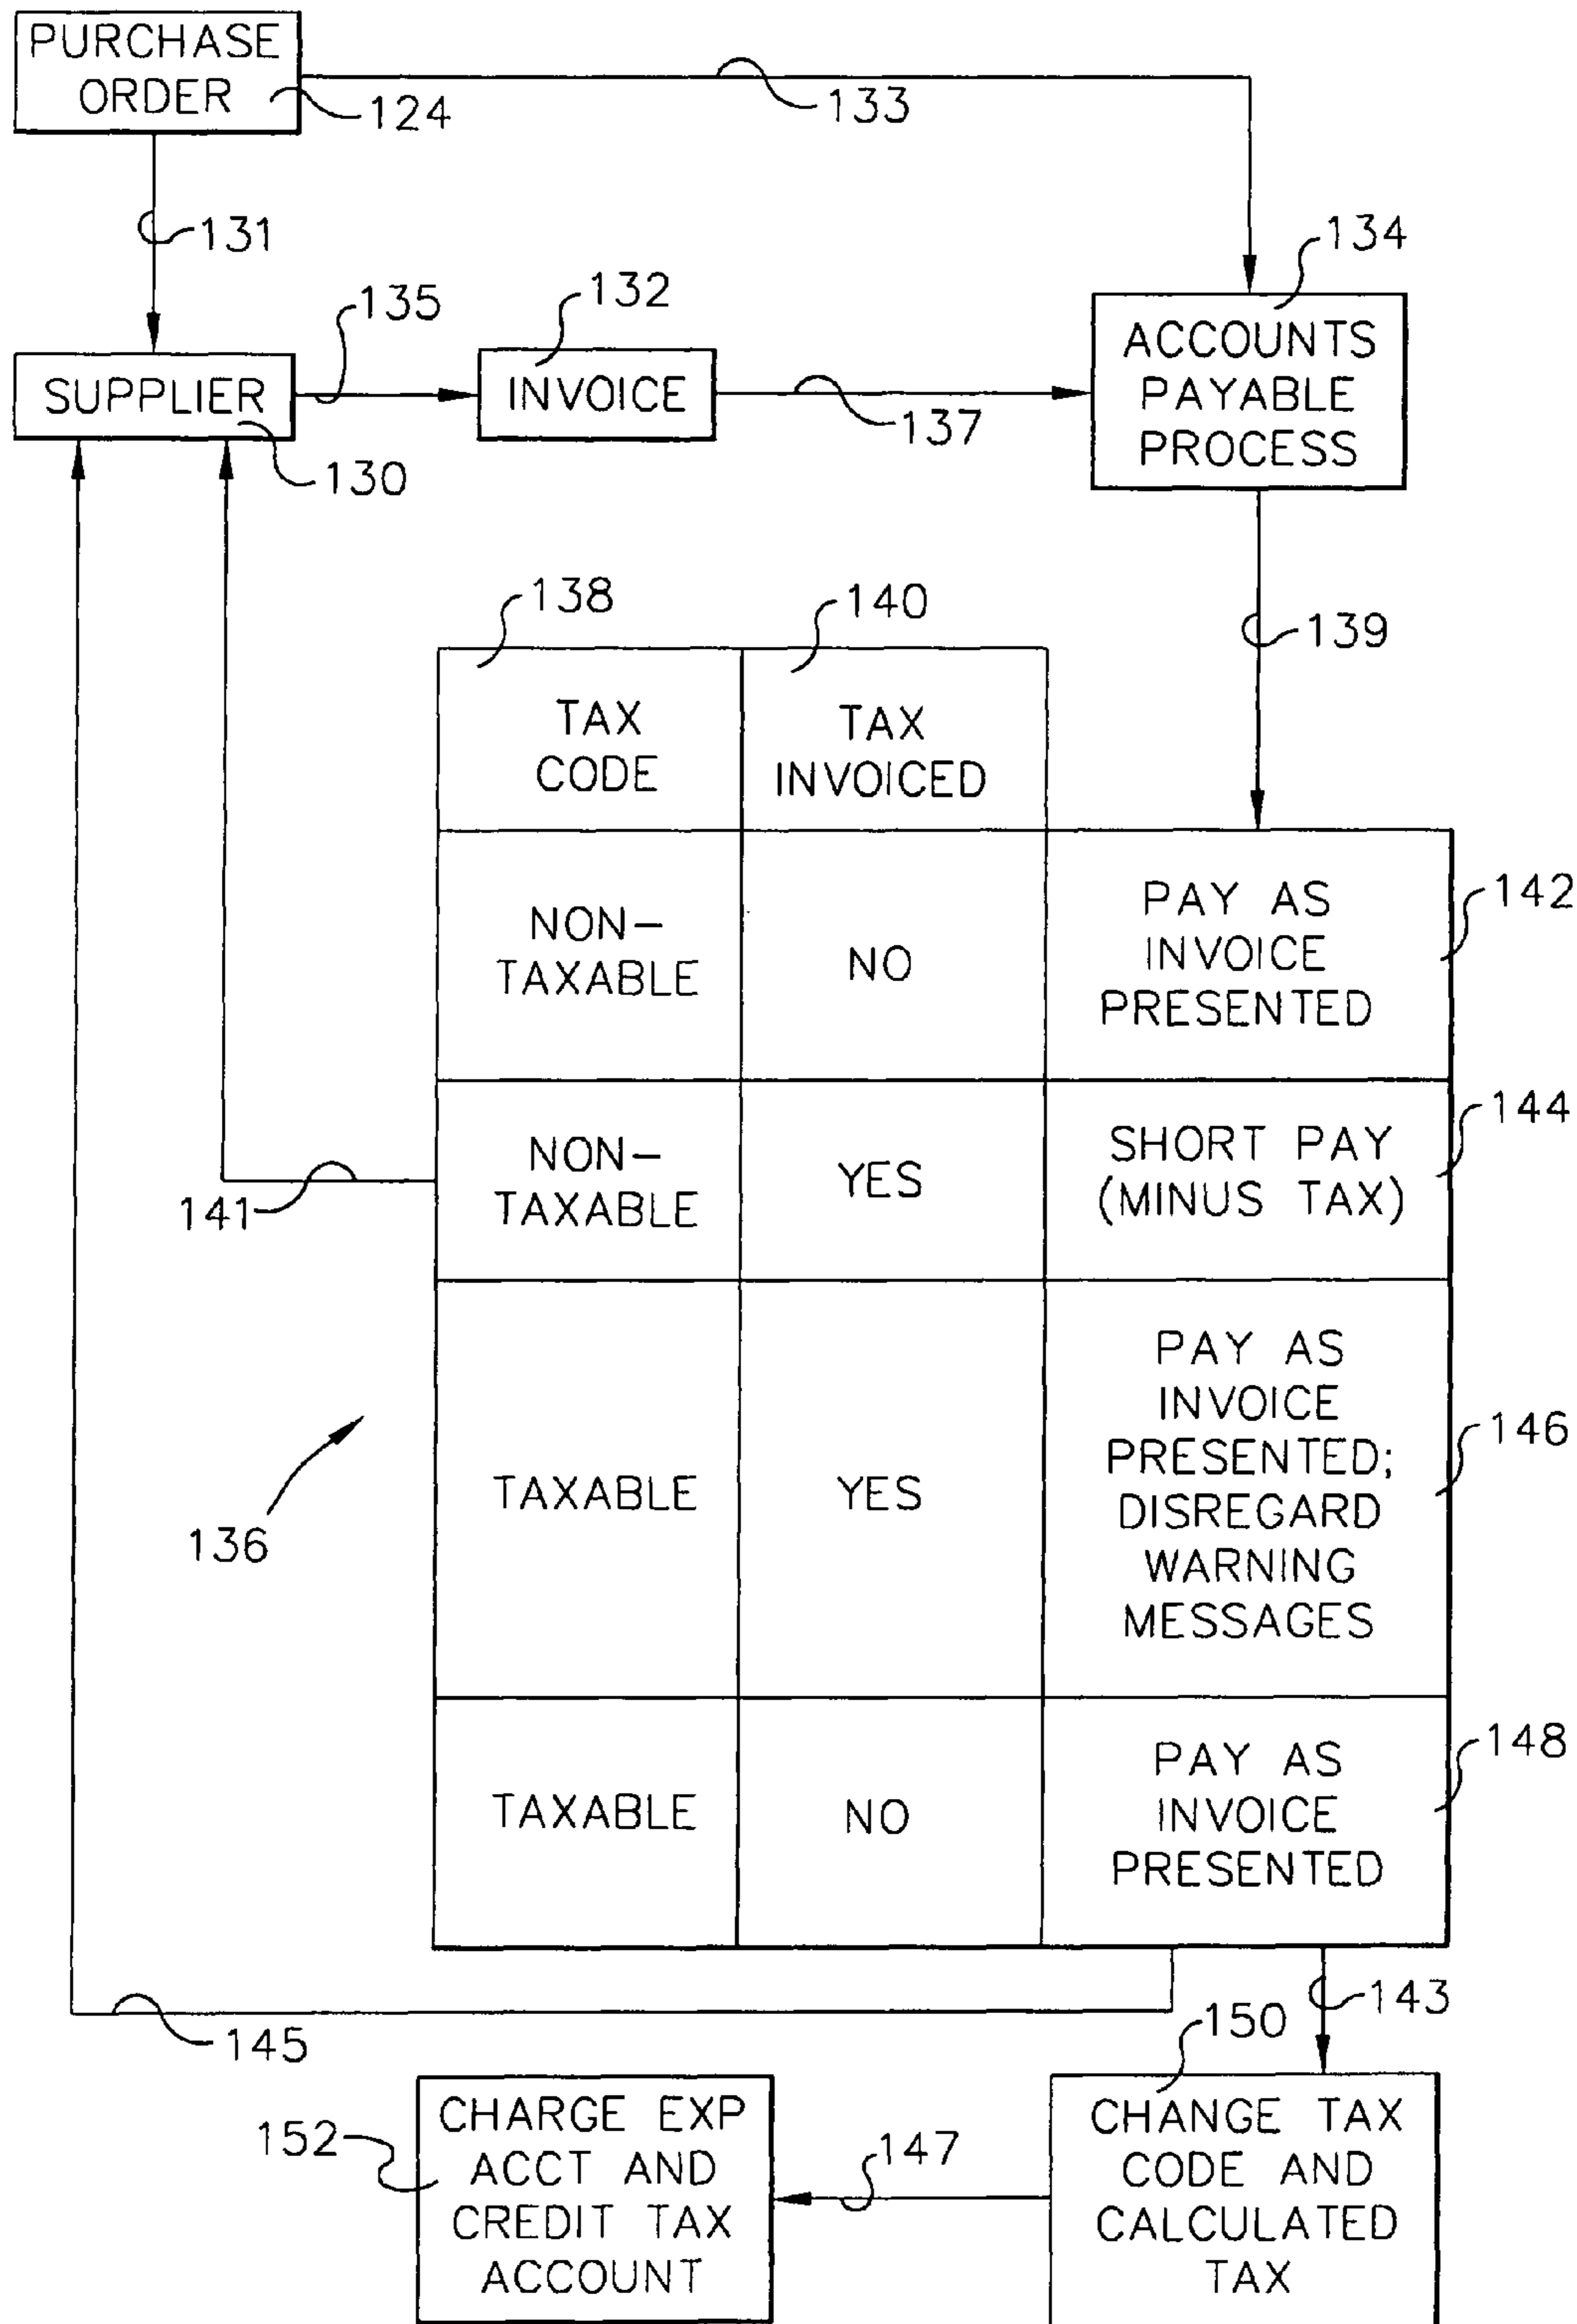 PURCHASE
ORDER
124
133
131
134
135
132
SUPPLIER
INVOICE
ACCOUNTS
PAYABLE
PROCESS
137
130
138
140
139
TAX
CODE
TAX
INVOICED
NON-
TAXABLE
NO
PAY AS
INVOICE
PRESENTED
142
NON-
TAXABLE
YES
SHORT PAY
(MINUS TAX)
144
141
TAXABLE
YES
PAY AS
INVOICE
PRESENTED;
DISREGARD
WARNING
MESSAGES
146
136
TAXABLE
NO
PAY AS
INVOICE
PRESENTED
148
145
143
150
152
CHARGE EXP
ACCT AND
CREDIT TAX
ACCOUNT
147
CHANGE TAX
CODE AND
CALCULATED
TAX